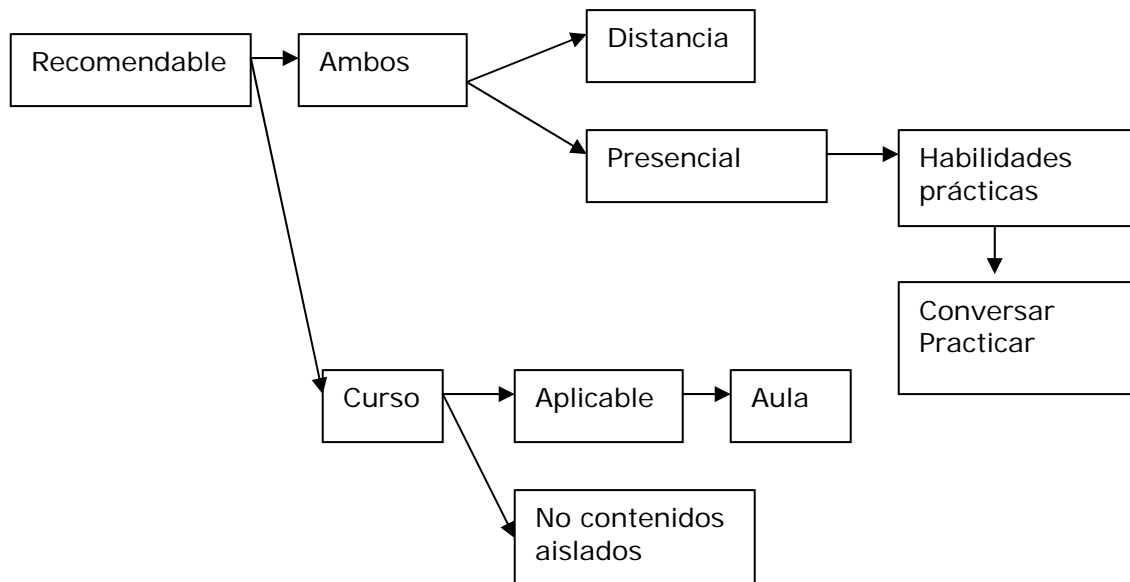 Distancia
Recomendable
Ambos
Presencial
Habilidades
prácticas
Conversar
Practicar
Curso
Aplicable
Aula
No contenidos
aislados